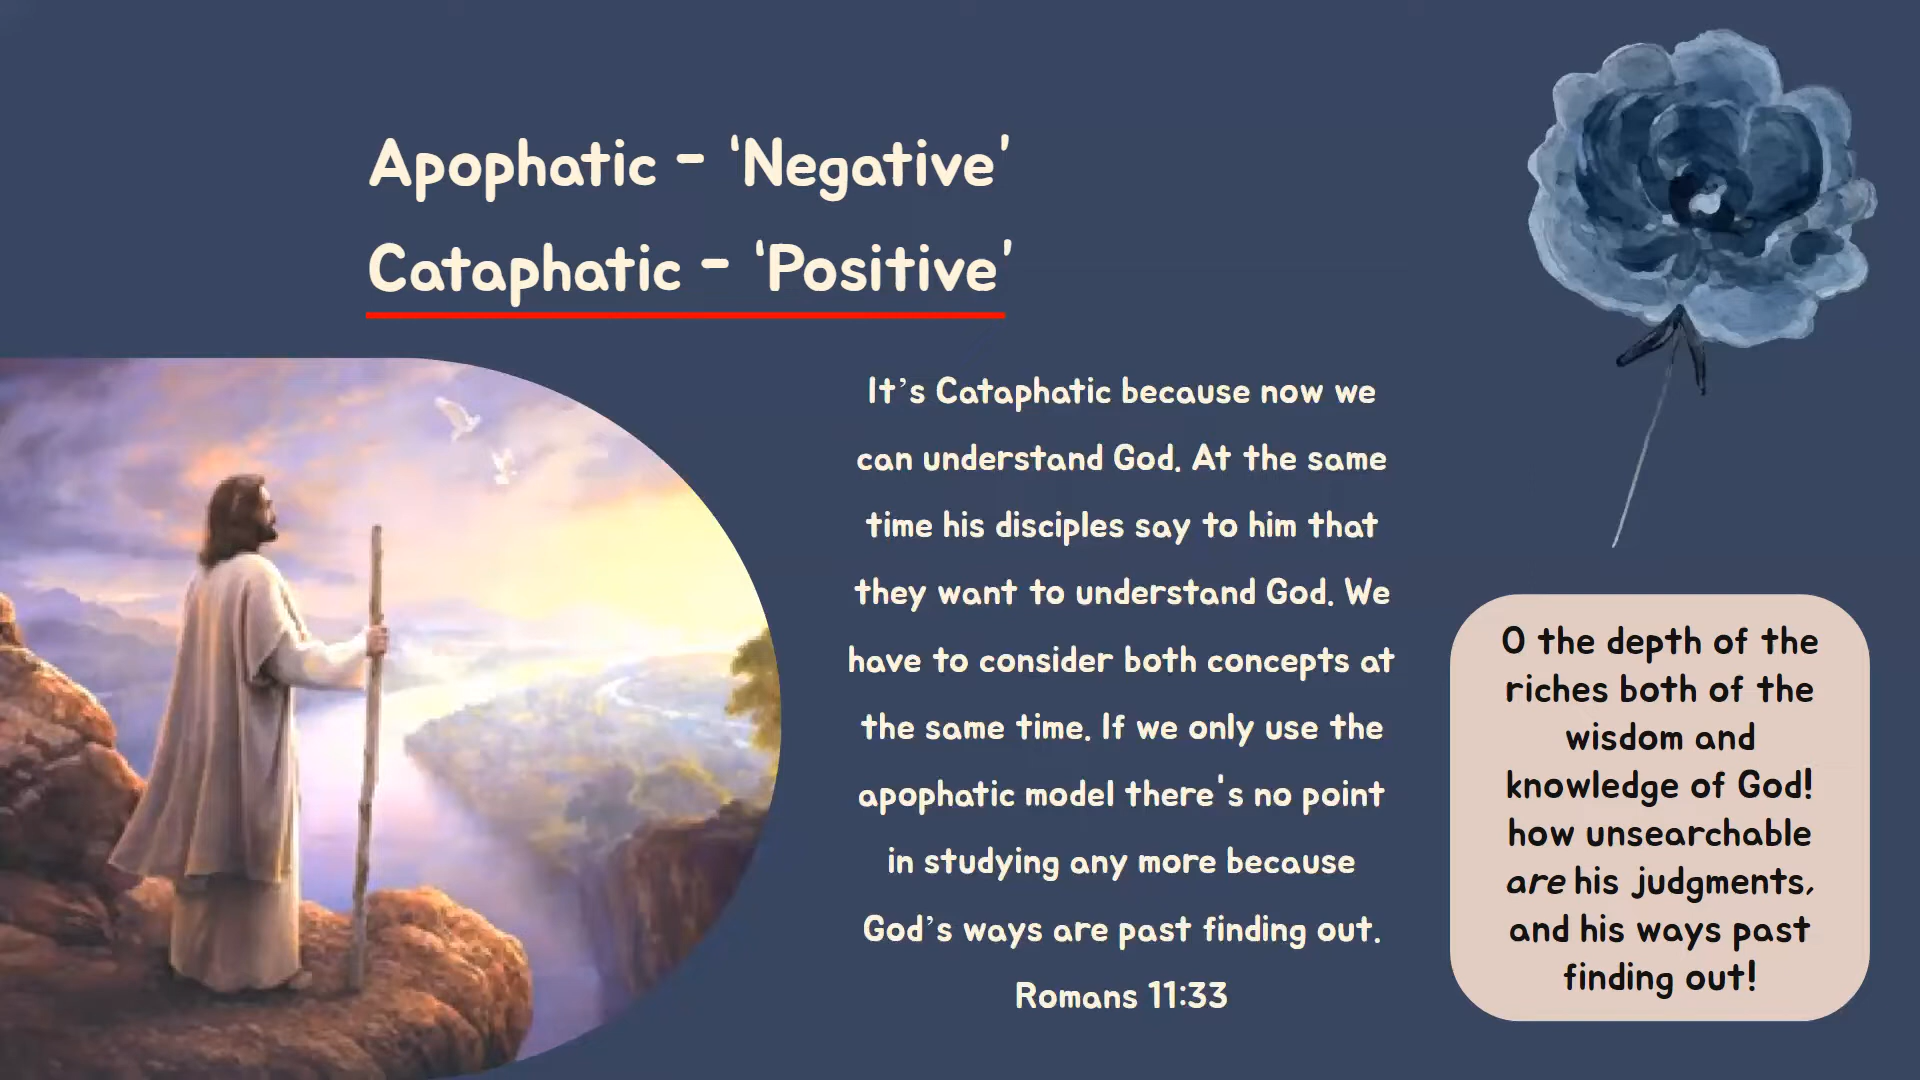 Apophatic - 'Negative'
Cataphatic - 'Positive'
It's Cataphatic because now we
can understand God. At the same
time his disciples say to him that
they want to understand God. We
have to consider both concepts at
the same time. If we only use the
apophatic model there's no point
in studying any more because
God's ways are past finding out.
Romans 11:33
O the depth of the
riches both of the
wisdom and
knowledge of God!
how unsearchable
are his judgments,
and his ways past
finding out!